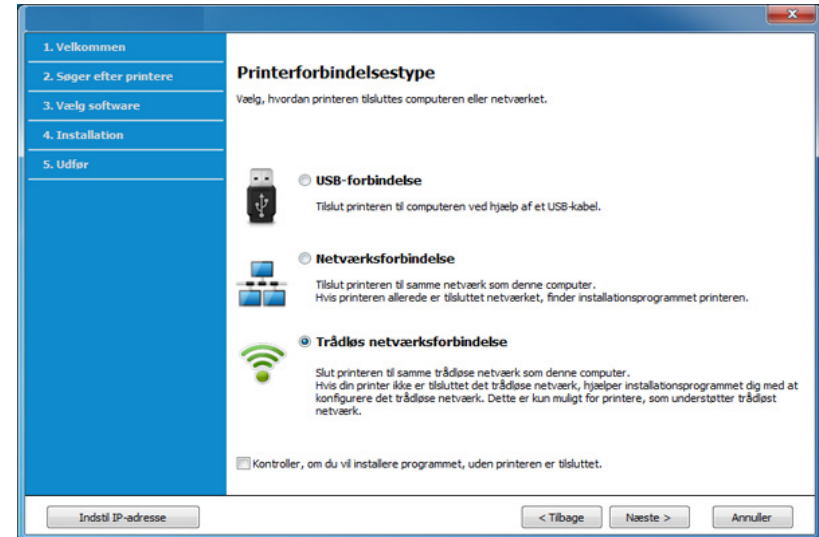 1. Velkommen
2. Søger efter printere
3. Vælg software
4. Installation
5. Udfør
Printerforbindelsestype
Vælg, hvordan printeren tilsluttes computeren eller netværket.
USB-forbindelse
Tilslut printeren til computeren ved hjælp af et USB-kabel.
Netværksforbindelse
Tilslut printeren til samme netværk som denne computer.
Hvis printeren allerede er tilsluttet netværket, finder installationsprogrammet printeren.
Trådløs netværksforbindelse
Slut printeren til samme trådløse netværk som denne computer.
Hvis din printer ikke er tilsluttet det trådløse netværk, hjælper installationsprogrammet dig med at
konfigurere det trådløse netværk. Dette er kun muligt for printere, som understøtter trådløst
netværk.
Kontroller, om du vil installere programmet, uden printeren er tilsluttet.
Indstil IP-adresse
< Tilbage
Næste >
Annuller